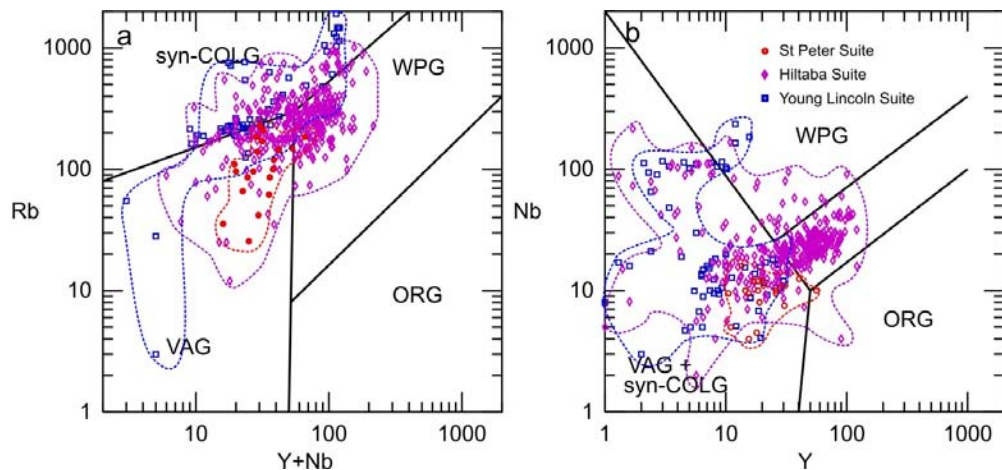 a
syn-COLG
WPG
VAG
ORG
Rb
1000
100
10
1
10
100
1000
Y+Nb
b
St Peter Suite
Hiltaba Suite
Young Lincoln Suite
WPG
ORG
VAG +
syn-COLG
Nb
1000
100
10
1
1
10
100
1000
Y